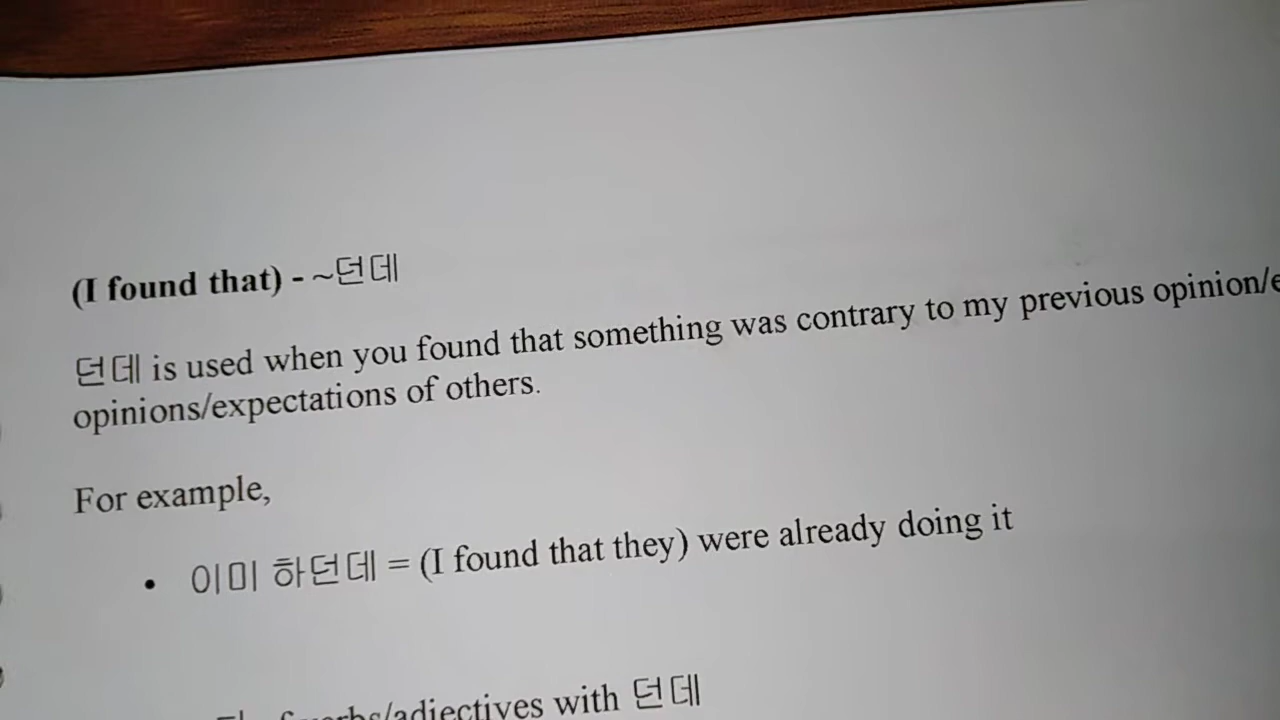 (I found that) - ~던데
던데 is used when you found that something was contrary to my previous opinion/
opinions/expectations of others.
For example,
• 이미 하던데 = (I found that they) were already doing it
verbs/adjectives with 던데